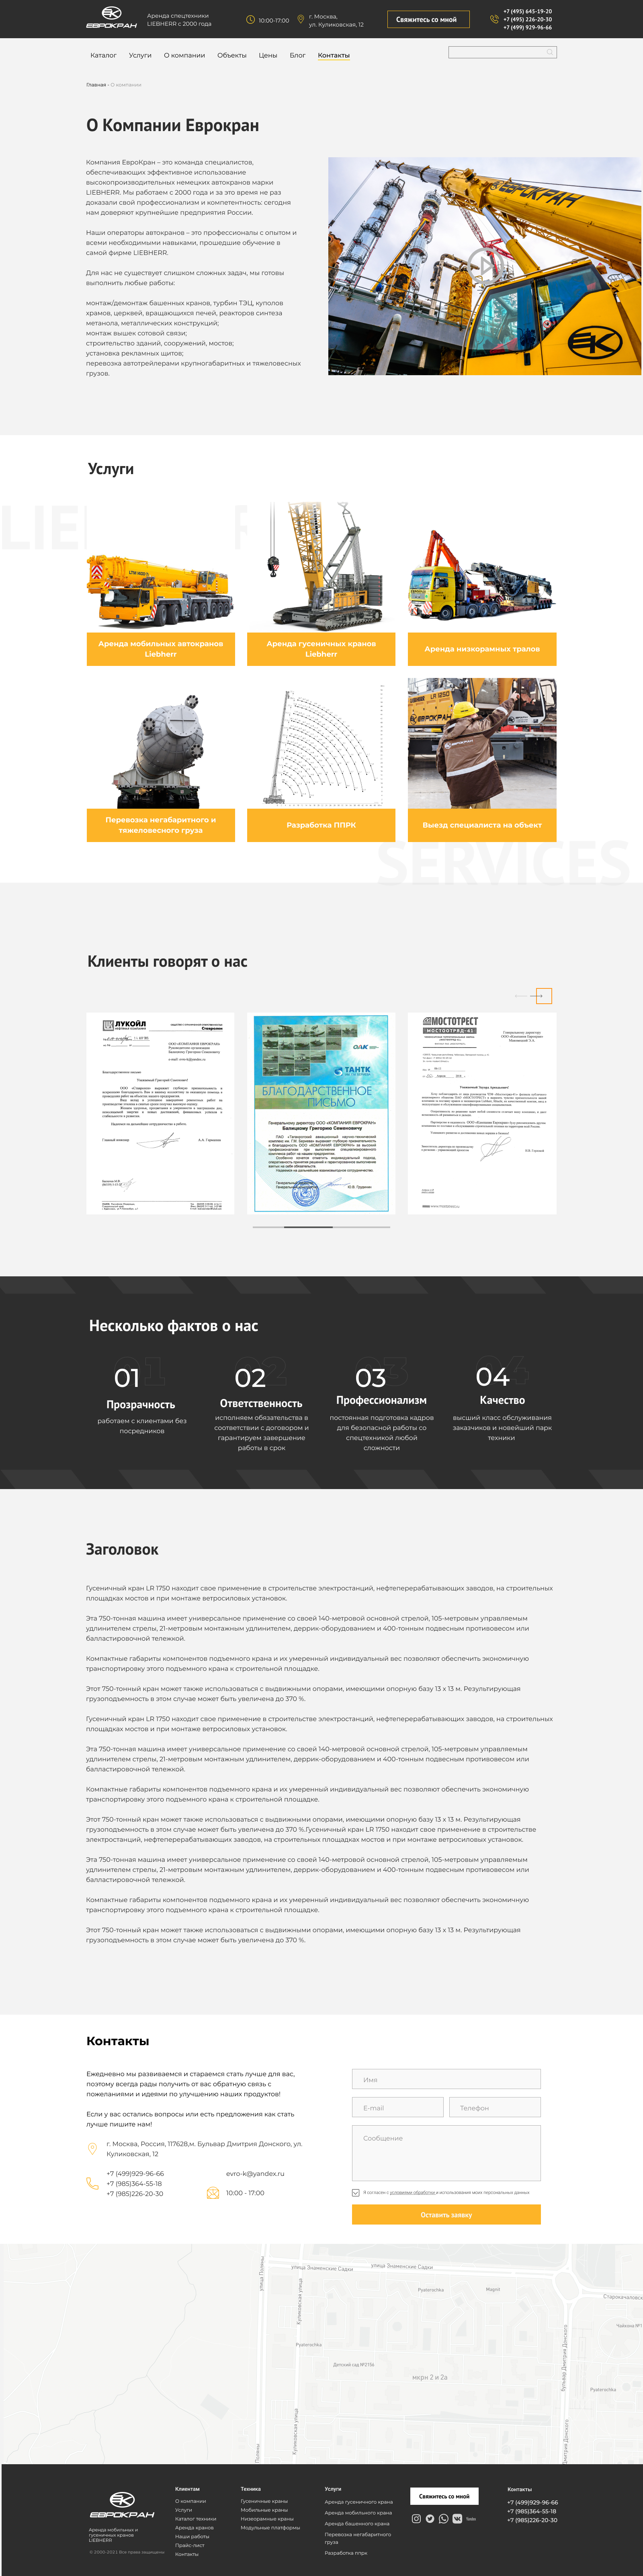 ЕВРОКРАН
Аренда спецтехники
LIEBHERR с 2000 года
10:00-17:00
г. Москва,
ул. Куликовская, 12
Свяжитесь со мной
+7 (495) 645-19-20
+7 (495) 226-20-30
+7 (499) 929-96-66
Каталог Услуги О компании Объекты Цены Блог Контакты
Главная › О компании
О Компании Еврокран
Компания ЕвроКран – это команда специалистов,
обеспечивающих эффективное использование
высокопроизводительных немецких автокранов марки
LIEBHERR. Мы работаем с 2000 года и за это время не раз
доказали свой профессионализм и компетентность: сегодня
нам доверяют крупнейшие предприятия России.
Наши операторы автокранов – это профессионалы с опытом и
всеми необходимыми навыками, прошедшие обучение в
самой фирме LIEBHERR.
Для нас не существует слишком сложных задач, мы готовы
выполнить любые работы:
монтаж/демонтаж башенных кранов, турбин ТЭЦ, куполов
храмов, церквей, вращающихся печей, реакторов синтеза
метанола, металлических конструкций;
монтаж вышек сотовой связи;
строительство зданий, сооружений, мостов;
установка рекламных щитов;
перевозка автотрейлерами крупногабаритных и тяжеловесных
грузов.
ЕВРОКРАН
Услуги
Аренда мобильных автокранов
Liebherr
Аренда гусеничных кранов
Liebherr
Аренда низкорамных тралов
Перевозка негабаритного и
тяжеловесного груза
Разработка ППРК
Выезд специалиста на объект
SERVICES
Клиенты говорят о нас
ЛУКОЙЛ
Ставролен
ОАК
ТАНТК
БЛАГОДАРСТВЕННОЕ
ПИСЬМО
Генеральному директору ООО «КОМПАНИЯ ЕВРОКРАН»
Балицкому Григорию Семеновичу
МОСТОТРЕСТ
МОСТООТРЯД-41
Несколько фактов о нас
01
Прозрачность
работаем с клиентами без
посредников
02
Ответственность
исполняем обязательства в
соответствии с договором и
гарантируем завершение
работы в срок
03
Профессионализм
постоянная подготовка кадров
для безопасной работы со
спецтехникой любой
сложности
04
Качество
высший класс обслуживания
заказчиков и новейший парк
техники
Заголовок
Гусеничный кран LR 1750 находит свое применение в строительстве электростанций, нефтеперерабатывающих заводов, на строительных
площадках мостов и при монтаже ветросиловых установок.
Эта 750-тонная машина имеет универсальное применение со своей 140-метровой основной стрелой, 105-метровым управляемым
удлинителем стрелы, 21-метровым монтажным удлинителем, деррик-оборудованием и 400-тонным подвесным противовесом или
балластировочной тележкой.
Компактные габариты компонентов подъемного крана и их умеренный индивидуальный вес позволяют обеспечить экономичную
транспортировку этого подъемного крана к строительной площадке.
Этот 750-тонный кран может также использоваться с выдвижными опорами, имеющими опорную базу 13 x 13 м. Результирующая
грузоподъемность в этом случае может быть увеличена до 370 %.
Гусеничный кран LR 1750 находит свое применение в строительстве электростанций, нефтеперерабатывающих заводов, на строительных
площадках мостов и при монтаже ветросиловых установок.
Эта 750-тонная машина имеет универсальное применение со своей 140-метровой основной стрелой, 105-метровым управляемым
удлинителем стрелы, 21-метровым монтажным удлинителем, деррик-оборудованием и 400-тонным подвесным противовесом или
балластировочной тележкой.
Компактные габариты компонентов подъемного крана и их умеренный индивидуальный вес позволяют обеспечить экономичную
транспортировку этого подъемного крана к строительной площадке.
Этот 750-тонный кран может также использоваться с выдвижными опорами, имеющими опорную базу 13 x 13 м. Результирующая
грузоподъемность в этом случае может быть увеличена до 370 %.Гусеничный кран LR 1750 находит свое применение в строительстве
электростанций, нефтеперерабатывающих заводов, на строительных площадках мостов и при монтаже ветросиловых установок.
Эта 750-тонная машина имеет универсальное применение со своей 140-метровой основной стрелой, 105-метровым управляемым
удлинителем стрелы, 21-метровым монтажным удлинителем, деррик-оборудованием и 400-тонным подвесным противовесом или
балластировочной тележкой.
Компактные габариты компонентов подъемного крана и их умеренный индивидуальный вес позволяют обеспечить экономичную
транспортировку этого подъемного крана к строительной площадке.
Этот 750-тонный кран может также использоваться с выдвижными опорами, имеющими опорную базу 13 x 13 м. Результирующая
грузоподъемность в этом случае может быть увеличена до 370 %.
Контакты
Ежедневно мы развиваемся и стараемся стать лучше для вас,
поэтому всегда рады получить от вас обратную связь с
пожеланиями и идеями по улучшению наших продуктов!
Если у вас остались вопросы или есть предложения как стать
лучше пишите нам!
г. Москва, Россия, 117628,м. Бульвар Дмитрия Донского, ул.
Куликовская, 12
+7 (499)929-96-66
+7 (985)364-55-18
+7 (985)226-20-30
evro-k@yandex.ru
10:00 - 17:00
Имя
E-mail
Телефон
Сообщение
Я согласен с условиями обработки и использования моих персональных данных
Оставить заявку
улица Знаменские Садки
улица Знаменские Садки
Куликовская улица
Куликовская улица
Pyaterochka
Pyaterochka
Pyaterochka
Магнит
Детский сад №2136
мкрн 2 и 2а
Бульвар Дмитрия Донского
ЕВРОКРАН
Аренда мобильных и
гусеничных кранов
LIEBHERR
© 2000-2021 Все права защищены
Клиентам
О компании
Услуги
Каталог техники
Аренда кранов
Наши работы
Прайс-лист
Контакты
Техника
Гусеничные краны
Мобильные краны
Низкорамные краны
Модульные платформы
Услуги
Аренда гусеничного крана
Аренда мобильного крана
Аренда башенного крана
Перевозка негабаритного
груза
Разработка ппрк
Свяжитесь со мной
Контакты
+7 (499)929-96-66
+7 (985)364-55-18
+7 (985)226-20-30